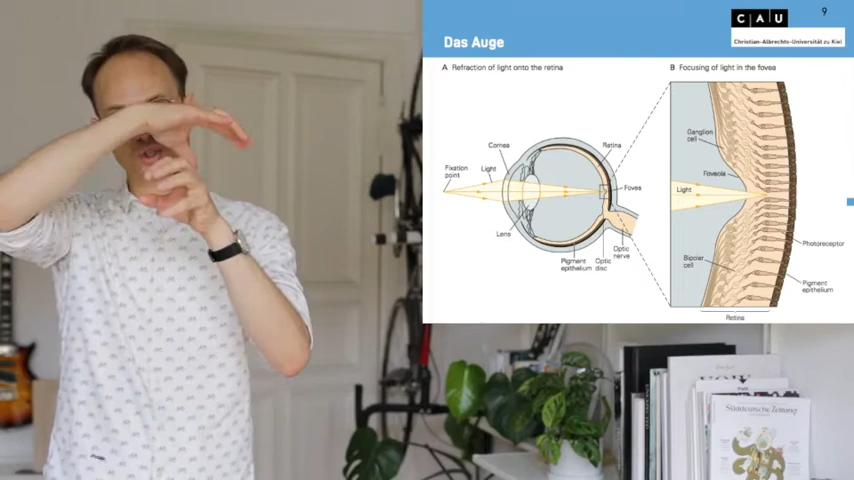 9
CAU
Christian-Albrechts-Universität zu Kiel
Das Auge
A Refraction of light onto the retina
B Focusing of light in the fovea
Cornea
Retina
Fixation
point
Light
Fovea
Lens
Pigment
epithelium
Optic
disc
Optic
nerve
Ganglion
cell
Foveola
Light
Photoreceptor
Bipolar
cell
Pigment
epithelium
Retina
Süddeutsche Zeitung